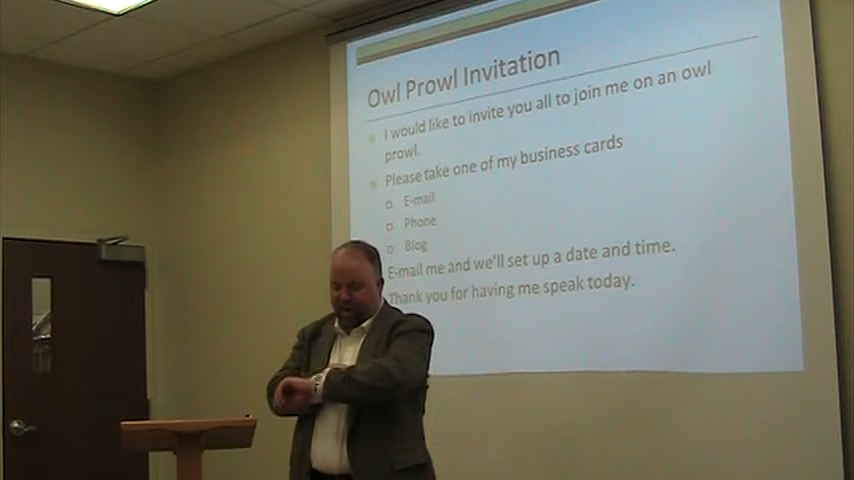 Owl Prowl Invitation
I would like to invite you all to join me on an owl
prowl.
Please take one of my business cards
E-mail
Phone
Blog
E-mail me and we'll set up a date and time.
Thank you for having me speak today.